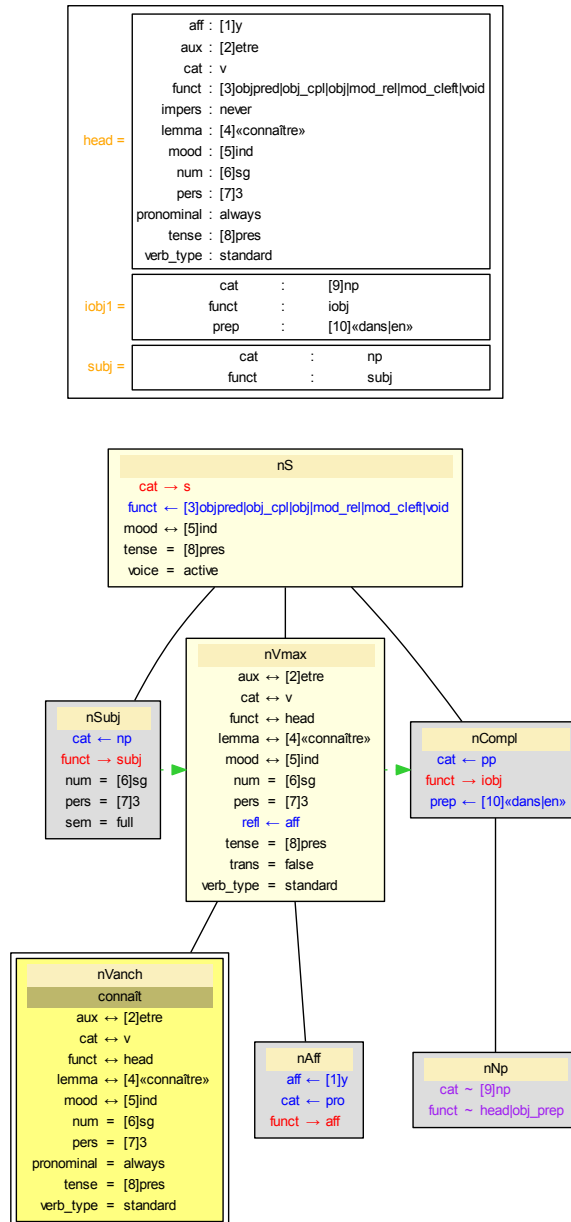 aff : [1]y
aux : [2]etre
cat : v
funct : [3]objpred|obj_cpl|obj|mod_rel|mod_cleft|void
impers : never
head =
lemma : [4]«connaître»
mood : [5]ind
num : [6]sg
pers : [7]3
pronominal : always
tense : [8]pres
verb_type : standard
cat : [9]np
iobj1 =
funct : iobj
prep : [10]«dans|en»
cat : np
subj =
funct : subj
nS
cat → s
funct ← [3]objpred|obj_cpl|obj|mod_rel|mod_cleft|void
mood ↔ [5]ind
tense = [8]pres
voice = active
nSubj
cat ← np
funct → subj
num = [6]sg
pers = [7]3
sem = full
nVmax
aux ↔ [2]etre
cat ↔ v
funct ↔ head
lemma ↔ [4]«connaître»
mood ↔ [5]ind
num = [6]sg
pers = [7]3
refl ← aff
tense = [8]pres
trans = false
verb_type = standard
nCompl
cat ← pp
funct → iobj
prep ← [10]«dans|en»
nVanch
connaît
aux ↔ [2]etre
cat ↔ v
funct ↔ head
lemma ↔ [4]«connaître»
mood ↔ [5]ind
num = [6]sg
pers = [7]3
pronominal = always
tense = [8]pres
verb_type = standard
nAff
aff ← [1]y
cat ← pro
funct → aff
nNp
cat ~ [9]np
funct ~ head|obj_prep